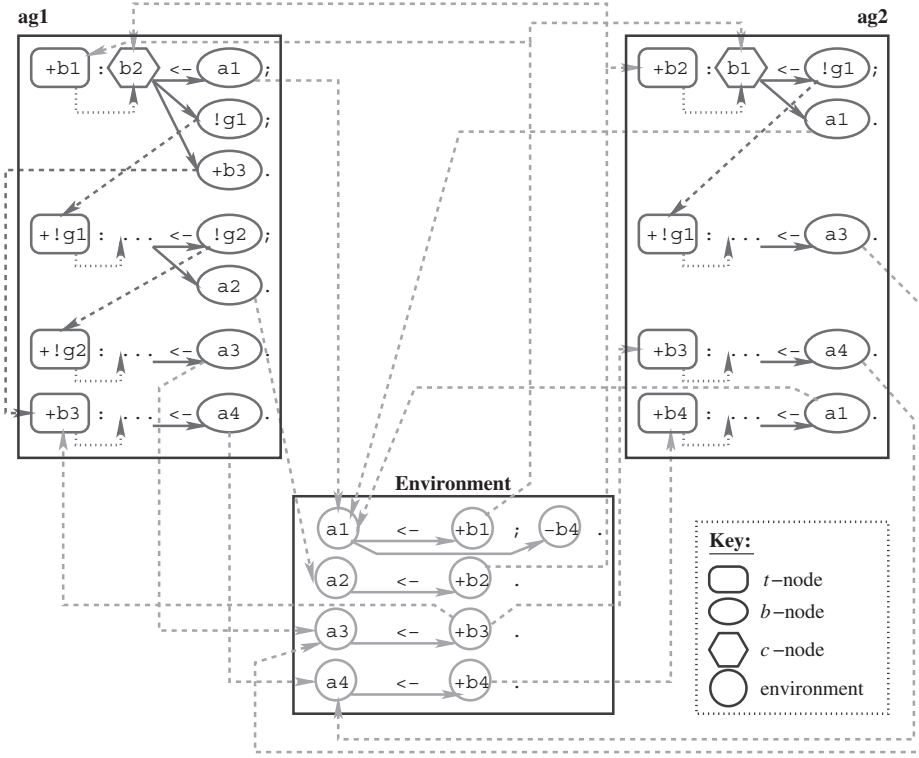 ag1
+b1 : b2 <- a1 ;
!g1 ;
+b3 .
+!g1 : ... <- !g2 ;
a2 .
+!g2 : ... <- a3 .
+b3 : ... <- a4 .
ag2
+b2 : b1 <- !g1 ;
a1 .
+!g1 : ... <- a3 .
+b3 : ... <- a4 .
+b4 : ... <- a1 .
Environment
a1 <- +b1 ; -b4 .
a2 <- +b2 .
a3 <- +b3 .
a4 <- +b4 .
Key:
t-node
b-node
c-node
environment